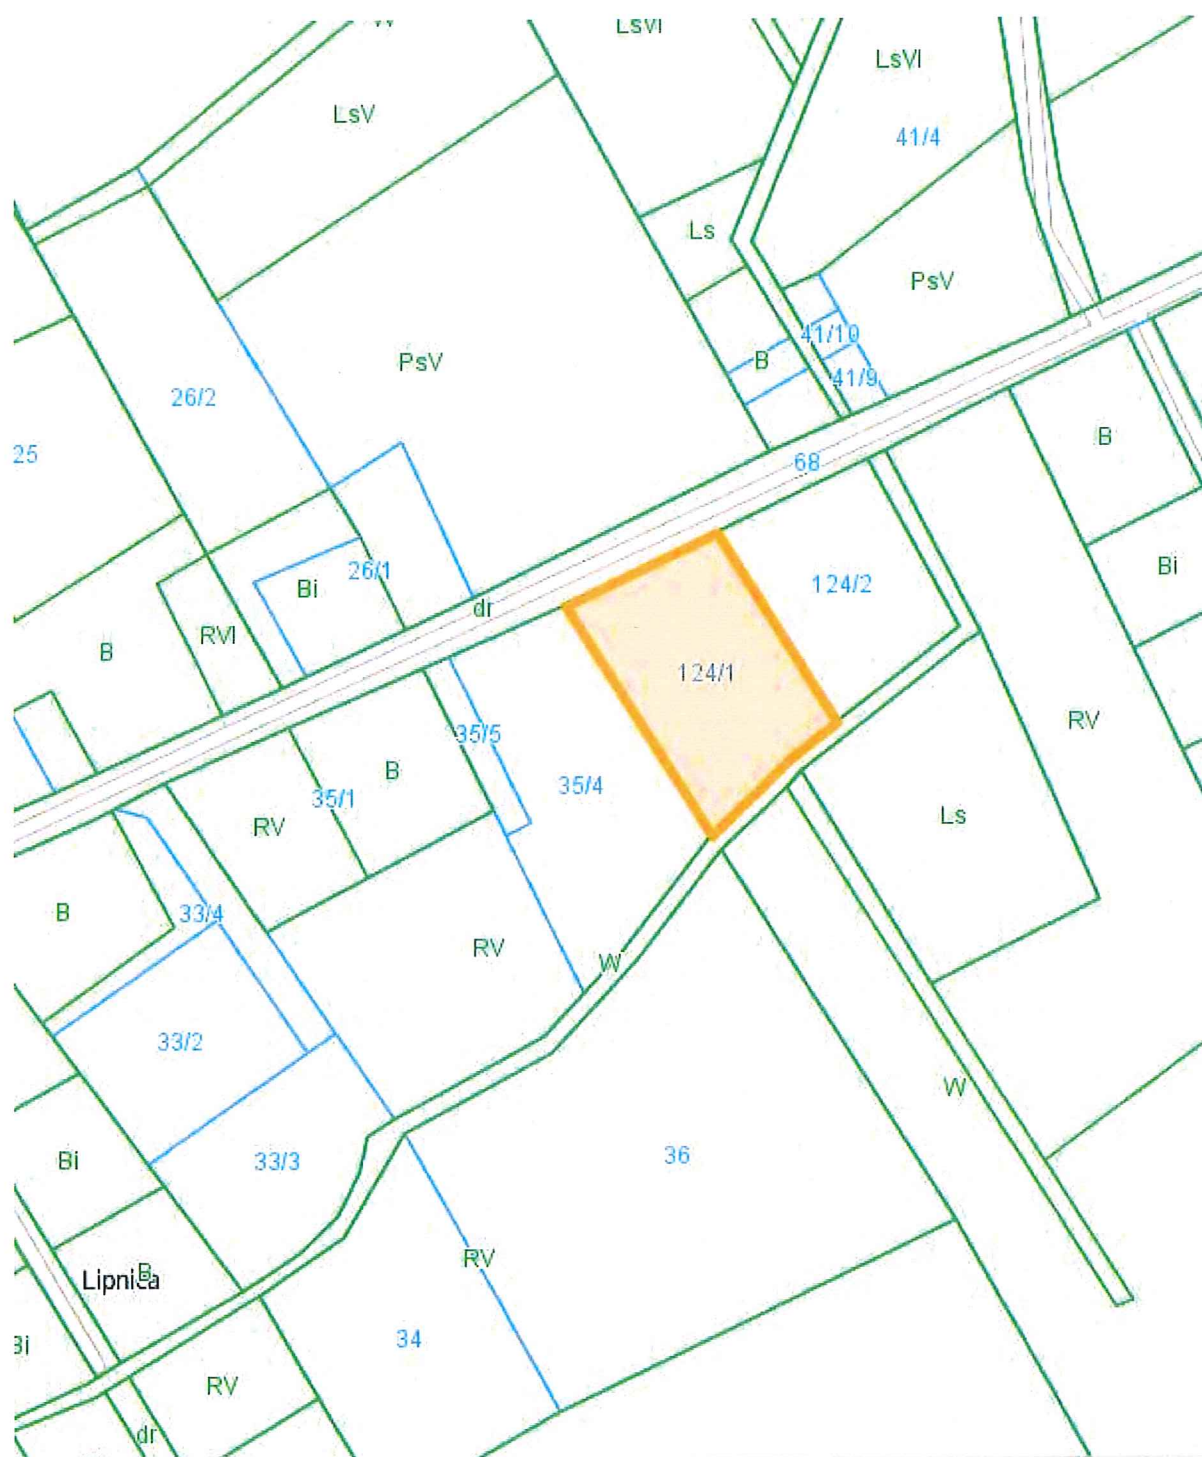 W
LsVI
LsVI
LsV
41/4
Ls
PsV
41/10
PsV
B
41/9
26/2
B
25
68
Bi
26/1
124/2
Bi
dr
RVI
B
124/1
RV
35/5
B
35/4
35/1
Ls
RV
B
33/4
RV
W
33/2
W
36
Bi
33/3
RV
B
Lipnica
34
Bi
RV
dr